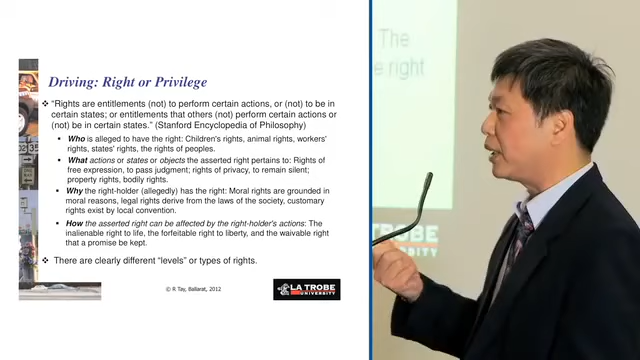 Driving: Right or Privilege
❖ “Rights are entitlements (not) to perform certain actions, or (not) to be in
certain states; or entitlements that others (not) perform certain actions or
(not) be in certain states.” (Stanford Encyclopedia of Philosophy)
▪ Who is alleged to have the right: Children's rights, animal rights, workers'
rights, states' rights, the rights of peoples.
▪ What actions or states or objects the asserted right pertains to: Rights of
free expression, to pass judgment; rights of privacy, to remain silent;
property rights, bodily rights.
▪ Why the right-holder (allegedly) has the right: Moral rights are grounded in
moral reasons, legal rights derive from the laws of the society, customary
rights exist by local convention.
▪ How the asserted right can be affected by the right-holder's actions: The
inalienable right to life, the forfeitable right to liberty, and the waivable right
that a promise be kept.
❖ There are clearly different “levels” or types of rights.
© R Tay, Ballarat, 2012
LA TROBE
UNIVERSITY
The
right
TROBE
VERSITY